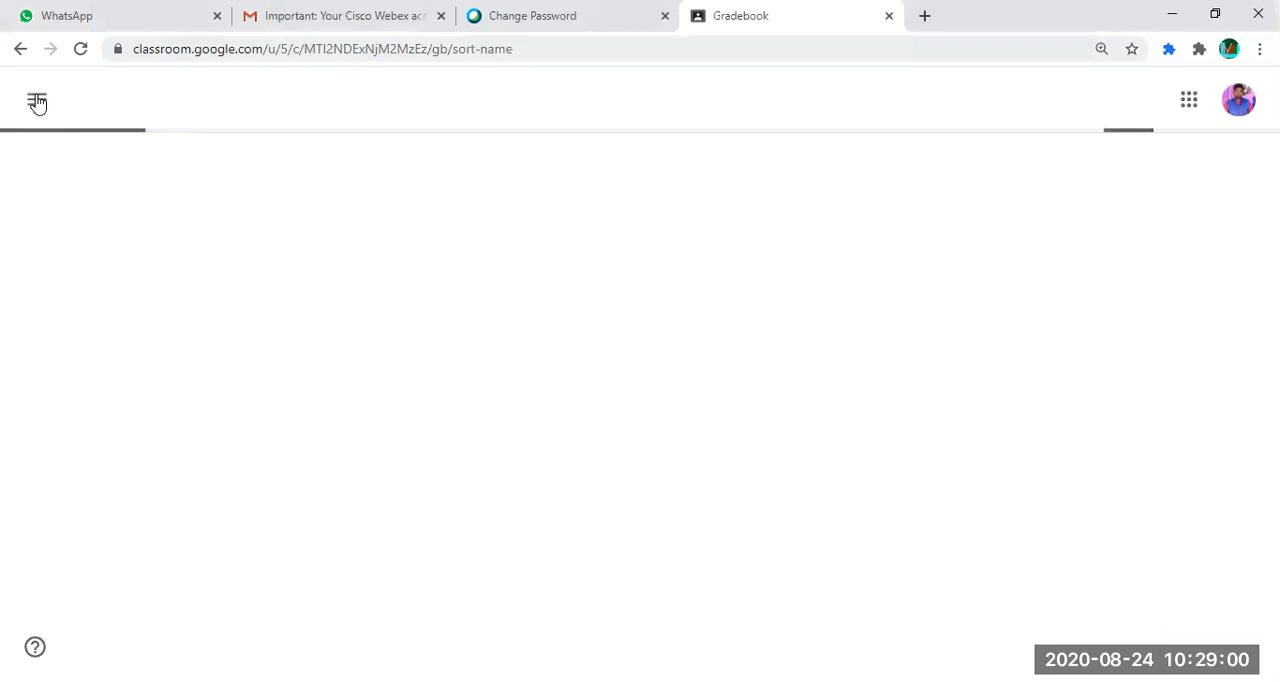 WhatsApp
Important: Your Cisco Webex acr
Change Password
Gradebook
classroom.google.com/u/5/c/MTI2NDExNjM2MzEz/gb/sort-name
2020-08-24 10:29:00